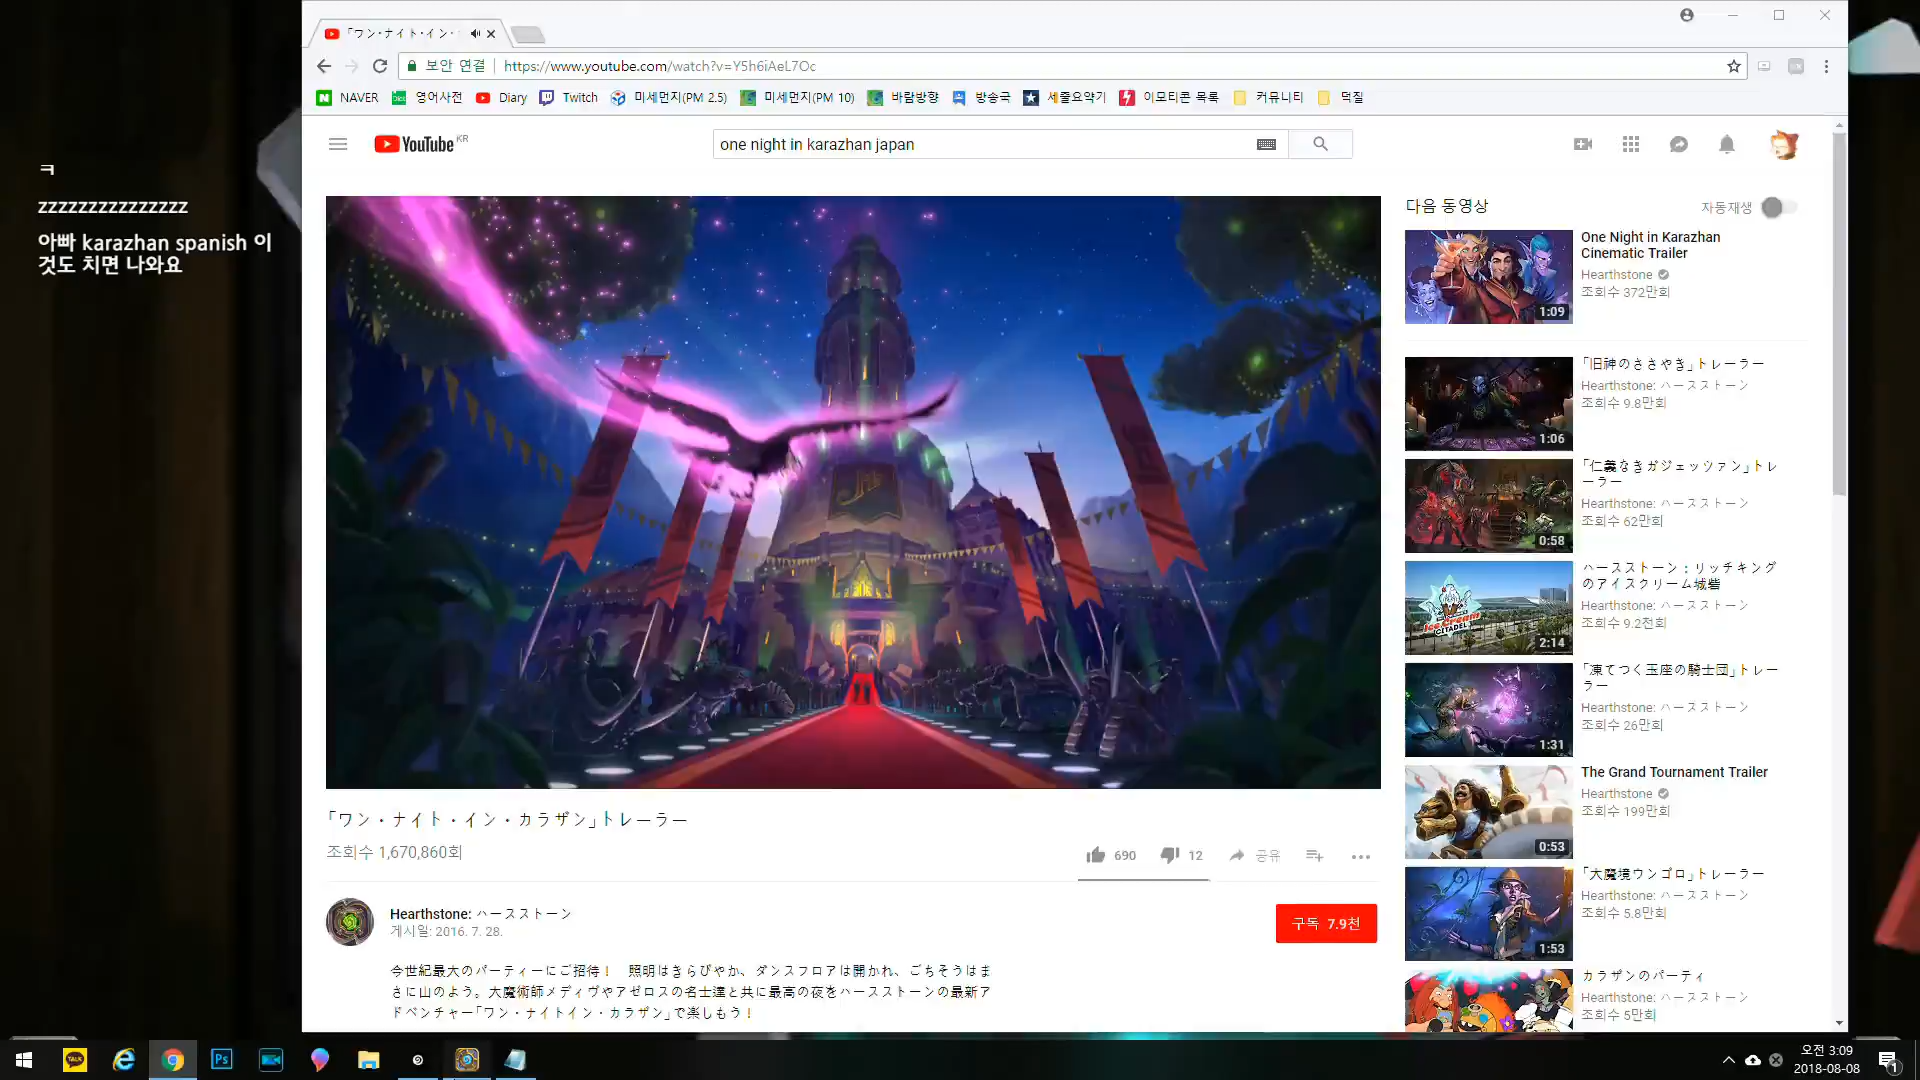 ㅋ
zzzzzzzzzzzzzzz
아빠 karazhan spanish 이
것도 치면 나와요
「ワン・ナイト・イン・
보안 연결
https://www.youtube.com/watch?v=Y5h6iAeL7Oc
NAVER
영어사전
Diary
Twitch
미세먼지(PM 2.5)
미세먼지(PM 10)
바람방향
방송국
세줄요약기
이모티콘 목록
커뮤니티
덕질
YouTube KR
one night in karazhan japan
「ワン・ナイト・イン・カラザン」トレーラー
조회수 1,670,860회
690
12
공유
Hearthstone: ハースストーン
게시일: 2016. 7. 28.
구독 7.9천
今世紀最大のパーティーにご招待！　照明はきらびやか、ダンスフロアは開かれ、ごちそうはま
さに山のよう。大魔術師メディヴやアゼロスの名士達と共に最高の夜をハースストーンの最新ア
ドベンチャー「ワン・ナイトイン・カラザン」で楽しもう！
다음 동영상
자동재생
One Night in Karazhan
Cinematic Trailer
Hearthstone
조회수 372만회
1:09
「旧神のささやき」トレーラー
Hearthstone: ハースストーン
조회수 9.8만회
1:06
「仁義なきガジェッツァン」トレ
ーラー
Hearthstone: ハースストーン
조회수 62만회
0:58
ハースストーン：リッチキング
のアイスクリーム城砦
Hearthstone: ハースストーン
조회수 9.2천회
Ice Cream
CITADEL
2:14
「凍てつく玉座の騎士団」トレー
ラー
Hearthstone: ハースストーン
조회수 26만회
1:31
The Grand Tournament Trailer
Hearthstone
조회수 199만회
0:53
「大魔境ウンゴロ」トレーラー
Hearthstone: ハースストーン
조회수 5.8만회
1:53
カラザンのパーティ
Hearthstone: ハースストーン
조회수 5만회
TALK
Ps
오전 3:09
2018-08-08
1